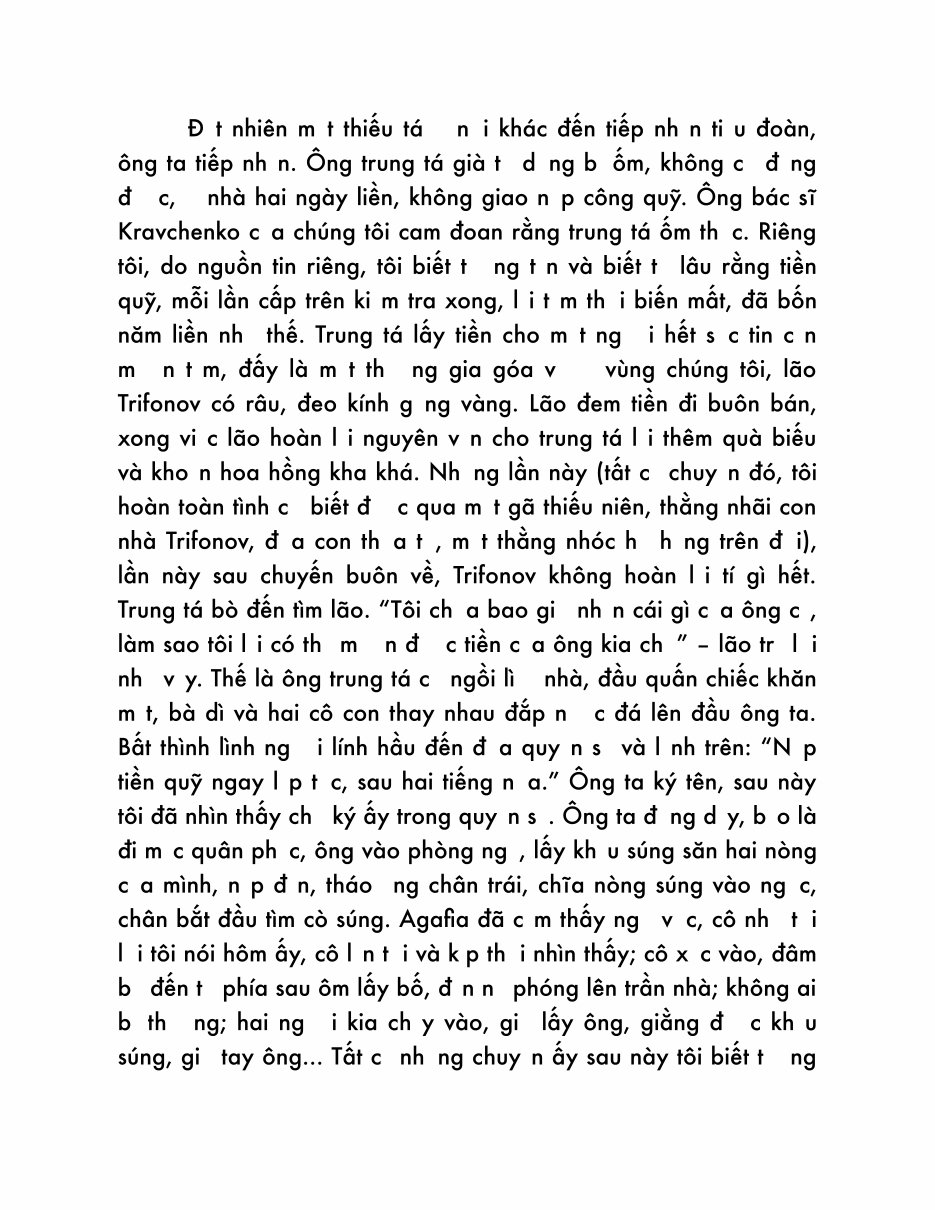 Đ t nhiên m t thiếu tá   n i khác đến tiếp nh n ti u đoàn,
ông ta tiếp nh n. Ông trung tá già t  d ng b  ốm, không c  đ ng
đ  c,   nhà hai ngày liền, không giao n p công quỹ. Ông bác sĩ
Kravchenko c a chúng tôi cam đoan rằng trung tá ốm th c. Riêng
tôi, do nguồn tin riêng, tôi biết t  ng t n và biết t  lâu rằng tiền
quỹ, mỗi lần cấp trên ki m tra xong, l i t m th i biến mất, đã bốn
năm liền nh  thế. Trung tá lấy tiền cho m t ng  i hết s c tin c n
m  n t m, đấy là m t th  ng gia góa v    vùng chúng tôi, lão
Trifonov có râu, đeo kính g ng vàng. Lão đem tiền đi buôn bán,
xong vi c lão hoàn l i nguyên v n cho trung tá l i thêm quà biếu
và kho n hoa hồng kha khá. Nh ng lần này (tất c  chuy n đó, tôi
hoàn toàn tình c  biết đ  c qua m t gã thiếu niên, thằng nhãi con
nhà Trifonov, đ a con th a t , m t thằng nhóc h  h ng trên đ i),
lần này sau chuyến buôn về, Trifonov không hoàn l i tí gì hết.
Trung tá bò đến tìm lão. “Tôi ch a bao gi  nh n cái gì c a ông c ,
làm sao tôi l i có th  m  n đ  c tiền c a ông kia ch ” – lão tr  l i
nh  v y. Thế là ông trung tá c  ngồi lì   nhà, đầu quấn chiếc khăn
m t, bà dì và hai cô con thay nhau đắp n  c đá lên đầu ông ta.
Bất thình lình ng  i lính hầu đến đ a quy n s  và l nh trên: “N p
tiền quỹ ngay l p t c, sau hai tiếng n a.” Ông ta ký tên, sau này
tôi đã nhìn thấy ch  ký ấy trong quy n s . Ông ta đ ng d y, b o là
đi m c quân ph c, ông vào phòng ng , lấy kh u súng săn hai nòng
c a mình, n p đ n, tháo  ng chân trái, chĩa nòng súng vào ng c,
chân bắt đầu tìm cò súng. Agafia đã c m thấy ng  v c, cô nh  t i
l i tôi nói hôm ấy, cô l n t i và k p th i nhìn thấy; cô x c vào, đâm
b  đến t  phía sau ôm lấy bố, đ n n  phóng lên trần nhà; không ai
b  th  ng; hai ng  i kia ch y vào, gi  lấy ông, giằng đ  c kh u
súng, gi  tay ông... Tất c  nh ng chuy n ấy sau này tôi biết t  ng